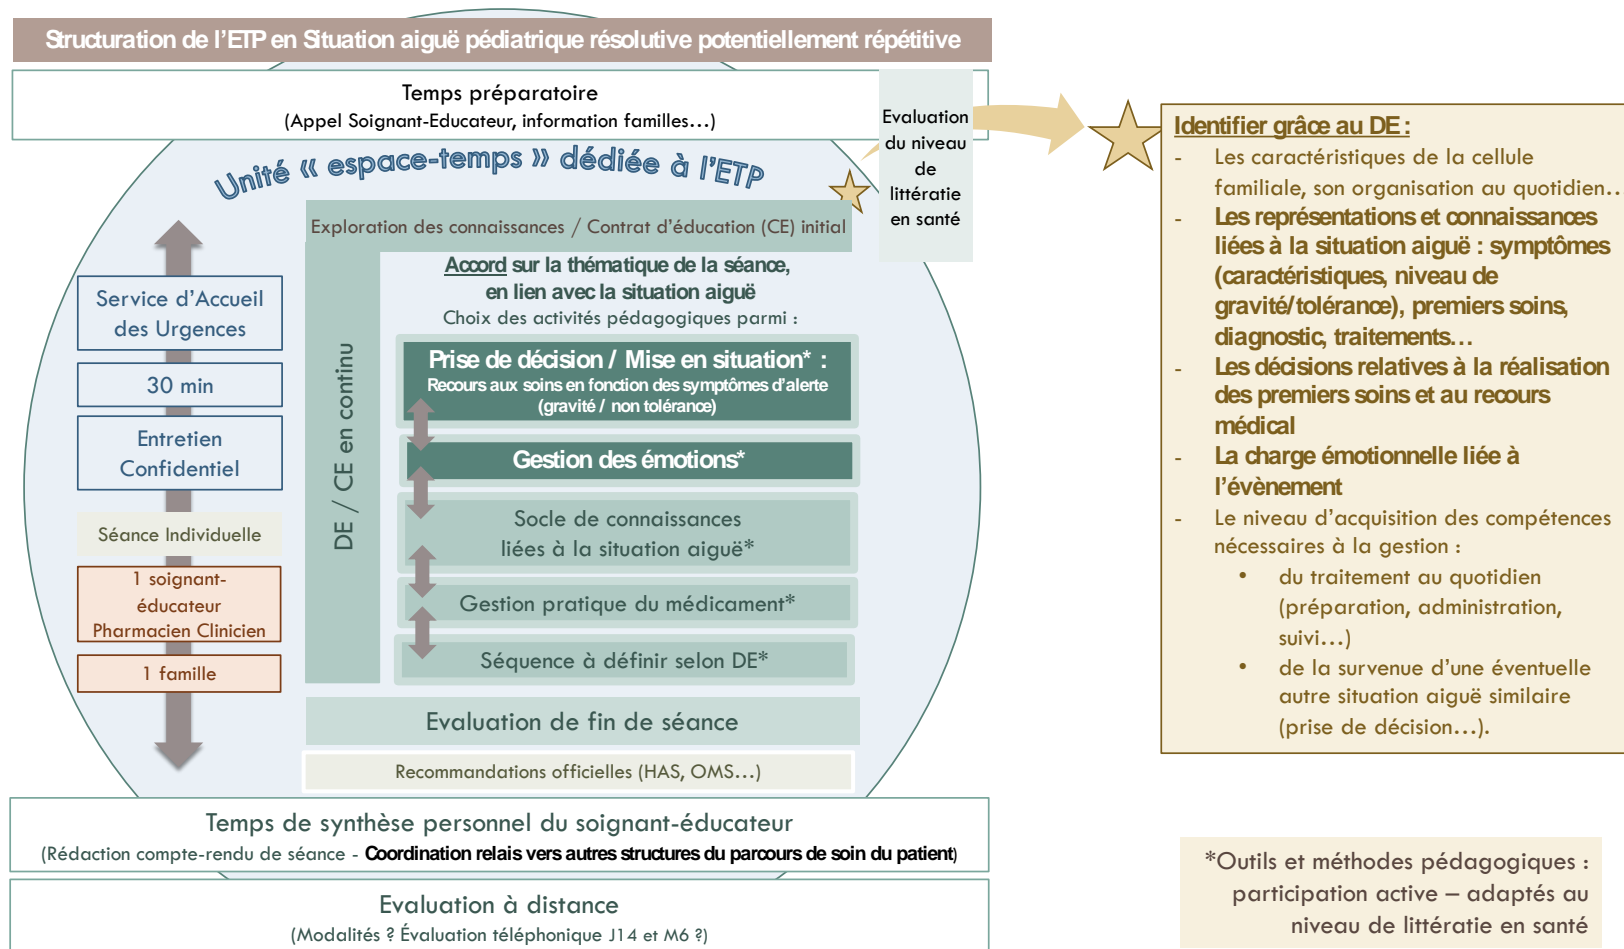 Structuration de l'ETP en Situation aiguë pédiatrique résolutive potentiellement répétitive
Temps préparatoire
(Appel Soignant-Educateur, information familles…)
Evaluation
du niveau
de
littératie
en santé
Unité « espace-temps » dédiée à l'ETP
Exploration des connaissances / Contrat d'éducation (CE) initial
DE / CE en continu
Accord sur la thématique de la séance,
en lien avec la situation aiguë
Choix des activités pédagogiques parmi :
Prise de décision / Mise en situation* :
Recours aux soins en fonction des symptômes d'alerte
(gravité / non tolérance)
Gestion des émotions*
Socle de connaissances
liées à la situation aiguë*
Gestion pratique du médicament*
Séquence à définir selon DE*
Evaluation de fin de séance
Recommandations officielles (HAS, OMS…)
Service d'Accueil
des Urgences
30 min
Entretien
Confidentiel
Séance Individuelle
1 soignant-
éducateur
Pharmacien Clinicien
1 famille
Temps de synthèse personnel du soignant-éducateur
(Rédaction compte-rendu de séance - Coordination relais vers autres structures du parcours de soin du patient)
Evaluation à distance
(Modalités ? Évaluation téléphonique J14 et M6 ?)
Identifier grâce au DE :
- Les caractéristiques de la cellule
familiale, son organisation au quotidien…
- Les représentations et connaissances
liées à la situation aiguë : symptômes
(caractéristiques, niveau de
gravité/tolérance), premiers soins,
diagnostic, traitements…
- Les décisions relatives à la réalisation
des premiers soins et au recours
médical
- La charge émotionnelle liée à
l'évènement
- Le niveau d'acquisition des compétences
nécessaires à la gestion :
• du traitement au quotidien
(préparation, administration,
suivi…)
• de la survenue d'une éventuelle
autre situation aiguë similaire
(prise de décision…).
*Outils et méthodes pédagogiques :
participation active – adaptés au
niveau de littératie en santé